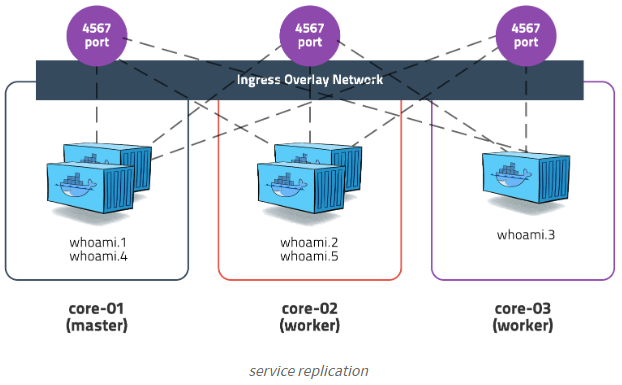 4567
port
4567
port
4567
port
Ingress Overlay Network
whoami.1
whoami.4
whoami.2
whoami.5
whoami.3
core-01
(master)
core-02
(worker)
core-03
(worker)
service replication